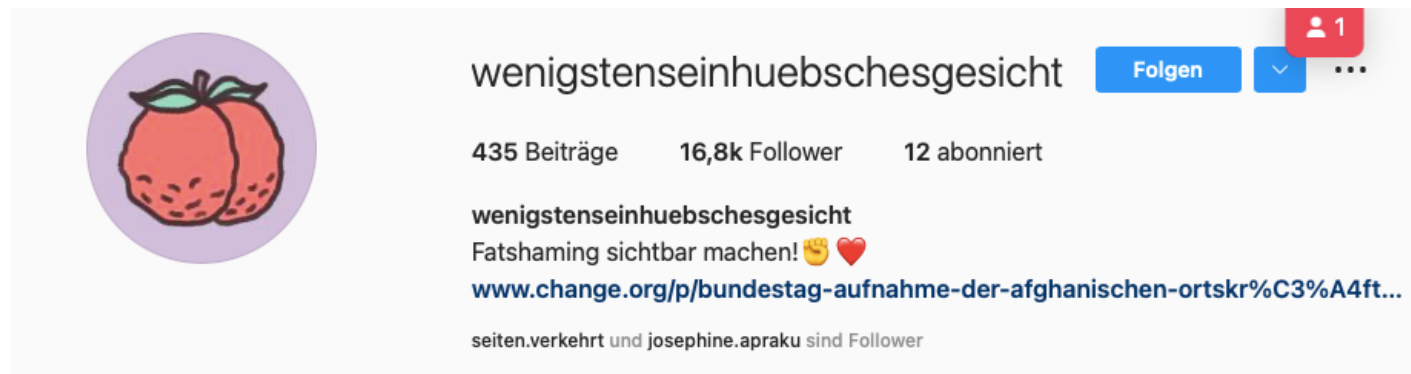 1
wenigstenseinhuebschesgesicht Folgen
435 Beiträge 16,8k Follower 12 abonniert
wenigstenseinhuebschesgesicht
Fatshaming sichtbar machen!✊❤️
www.change.org/p/bundestag-aufnahme-der-afghanischen-ortskr%C3%A4ft...
seiten.verkehrt und josephine.apraku sind Follower